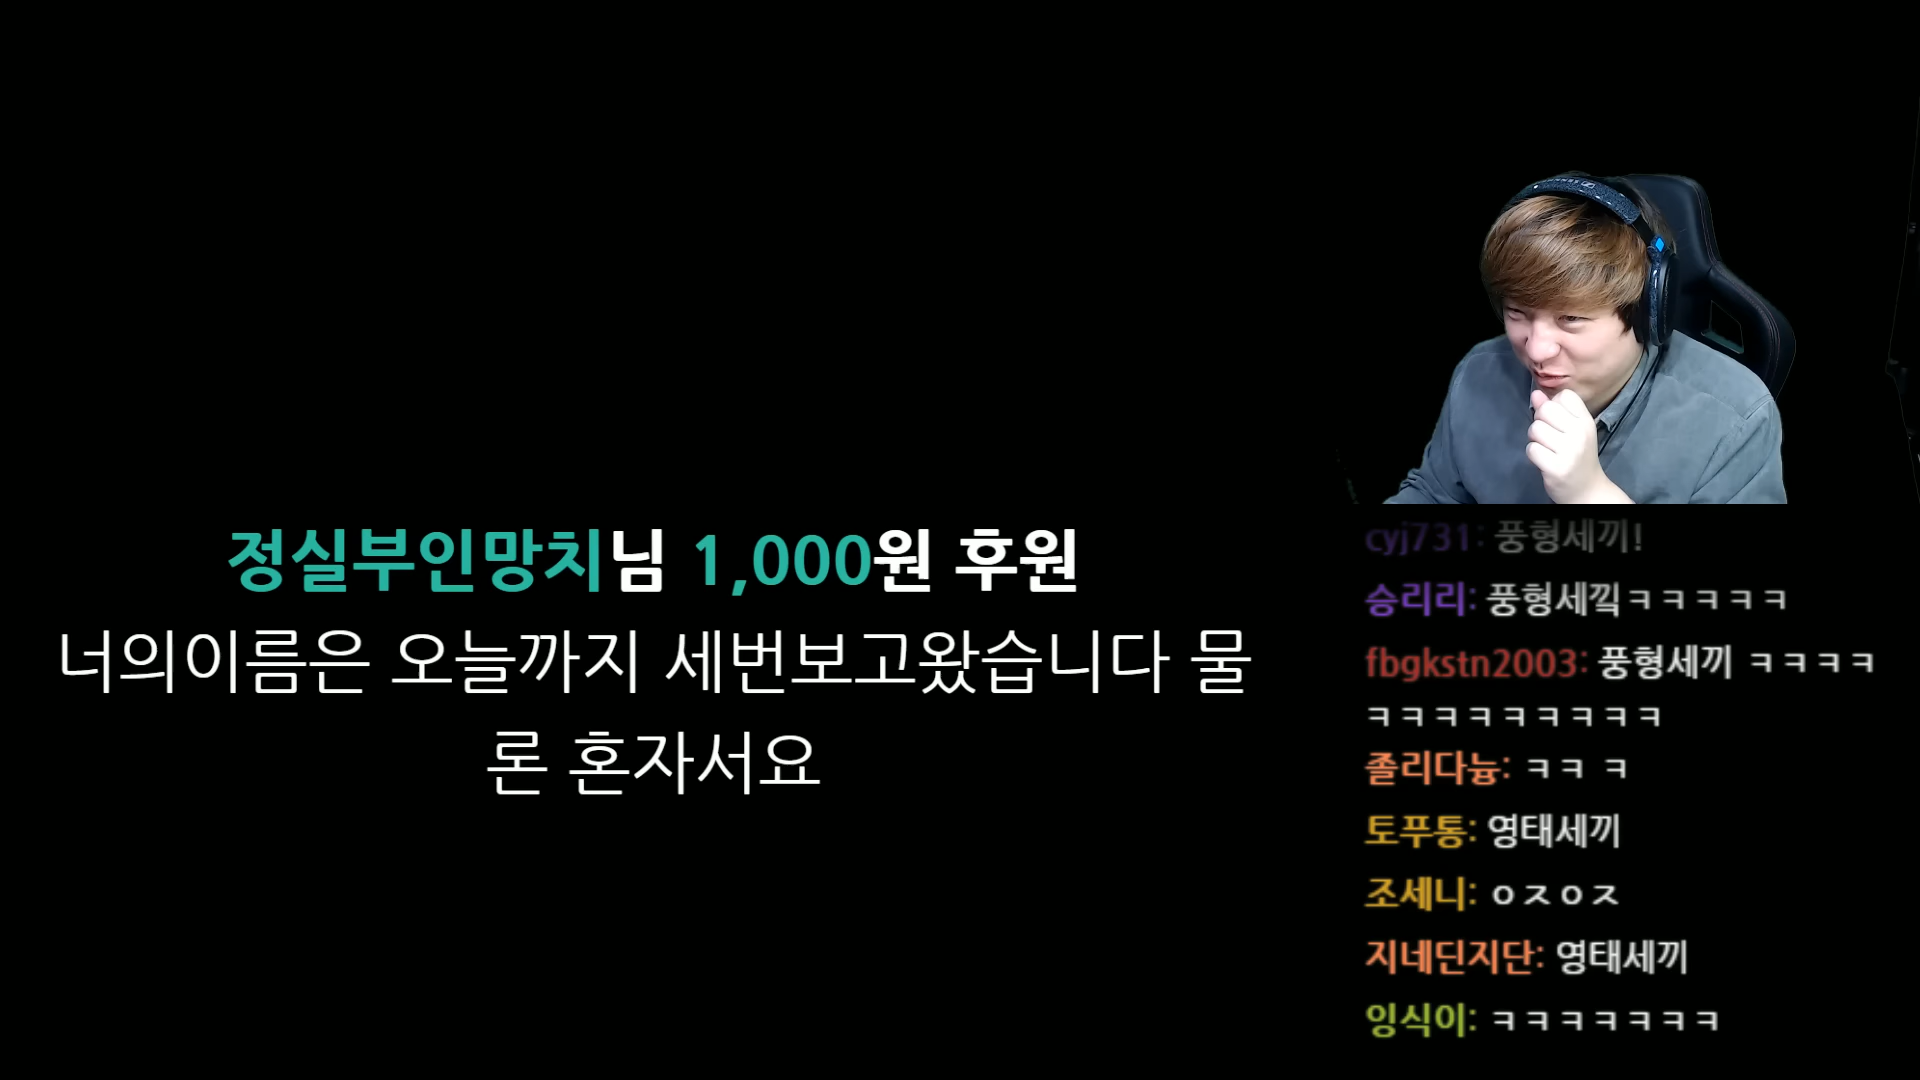 정실부인망치님 1,000원 후원
너의이름은 오늘까지 세번보고왔습니다 물
론 혼자서요
cyj731: 풍형세끼!
승리리: 풍형세낔ㅋㅋㅋㅋㅋ
fbgkstn2003: 풍형세끼 ㅋㅋㅋㅋ
ㅋㅋㅋㅋㅋㅋㅋㅋㅋ
졸리다늏: ㅋㅋ ㅋ
토푸통: 영태세끼
조세니: ㅇㅈㅇㅈ
지네딘지단: 영태세끼
잉식이: ㅋㅋㅋㅋㅋㅋㅋ